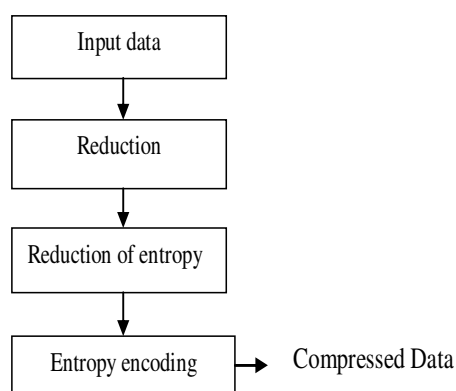 Input data
Reduction
Reduction of entropy
Entropy encoding
Compressed Data